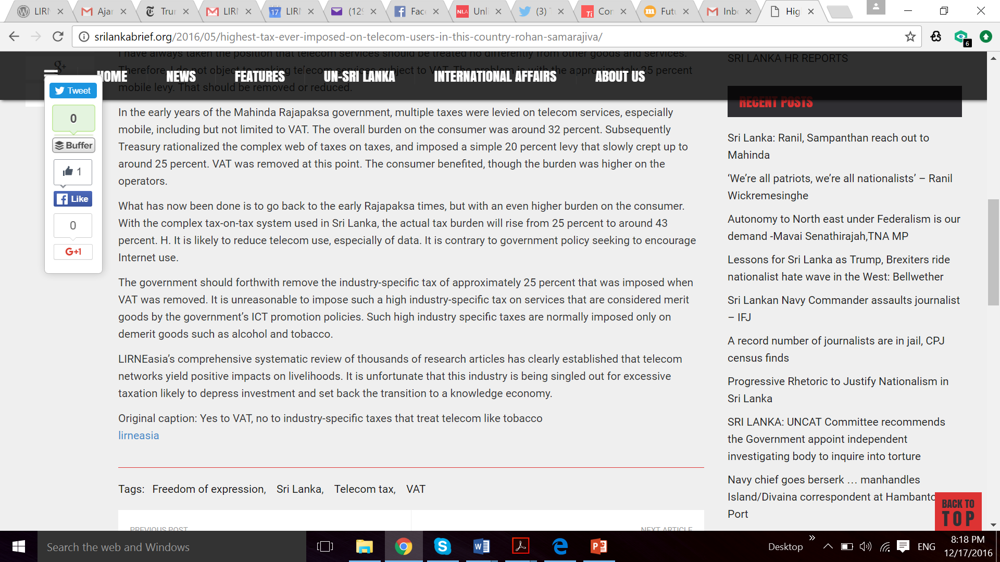 LIRN
Ajar
Trur
LIRN
17
LIRN
(129
Face
NI.A
Unli
(3)
Ti
Con
Futu
Inbo
Hig
srilankabrief.org/2016/05/highest-tax-ever-imposed-on-telecom-users-in-this-country-rohan-samarajiva/
6
I have always taken the position that telecom services should be treated no differently from other goods and services.
Therefore, I do not object to making telecom services subject to VAT. The problem is with the approximately 25 percent
mobile levy. That should be removed or reduced.
g+
HOME
NEWS
FEATURES
UN-SRI LANKA
INTERNATIONAL AFFAIRS
ABOUT US
Tweet
0
Buffer
1
Like
0
G+1
In the early years of the Mahinda Rajapaksa government, multiple taxes were levied on telecom services, especially
mobile, including but not limited to VAT. The overall burden on the consumer was around 32 percent. Subsequently
Treasury rationalized the complex web of taxes on taxes, and imposed a simple 20 percent levy that slowly crept up to
around 25 percent. VAT was removed at this point. The consumer benefited, though the burden was higher on the
operators.
What has now been done is to go back to the early Rajapaksa times, but with an even higher burden on the consumer.
With the complex tax-on-tax system used in Sri Lanka, the actual tax burden will rise from 25 percent to around 43
percent. H. It is likely to reduce telecom use, especially of data. It is contrary to government policy seeking to encourage
Internet use.
The government should forthwith remove the industry-specific tax of approximately 25 percent that was imposed when
VAT was removed. It is unreasonable to impose such a high industry-specific tax on services that are considered merit
goods by the government’s ICT promotion policies. Such high industry specific taxes are normally imposed only on
demerit goods such as alcohol and tobacco.
LIRNEasia’s comprehensive systematic review of thousands of research articles has clearly established that telecom
networks yield positive impacts on livelihoods. It is unfortunate that this industry is being singled out for excessive
taxation likely to depress investment and set back the transition to a knowledge economy.
Original caption: Yes to VAT, no to industry-specific taxes that treat telecom like tobacco
lirneasia
Tags: Freedom of expression, Sri Lanka, Telecom tax, VAT
PREVIOUS POST
NEXT ARTICLE
SRI LANKA HR REPORTS
RECENT POSTS
Sri Lanka: Ranil, Sampanthan reach out to
Mahinda
‘We’re all patriots, we’re all nationalists’ – Ranil
Wickremesinghe
Autonomy to North east under Federalism is our
demand -Mavai Senathirajah,TNA MP
Lessons for Sri Lanka as Trump, Brexiters ride
nationalist hate wave in the West: Bellwether
Sri Lankan Navy Commander assaults journalist
– IFJ
A record number of journalists are in jail, CPJ
census finds
Progressive Rhetoric to Justify Nationalism in
Sri Lanka
SRI LANKA: UNCAT Committee recommends
the Government appoint independent
investigating body to inquire into torture
Navy chief goes berserk … manhandles
Island/Divaina correspondent at Hambanto
Port
BACK TO
TOP
Search the web and Windows
Desktop
ENG
8:18 PM
12/17/2016